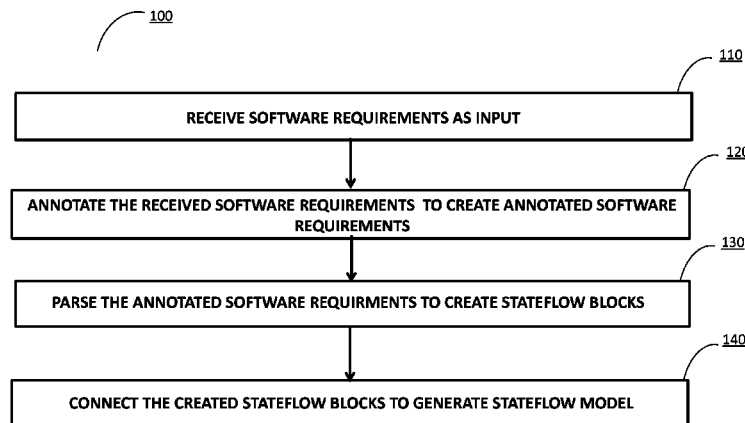 100
110
RECEIVE SOFTWARE REQUIREMENTS AS INPUT
120
ANNOTATE THE RECEIVED SOFTWARE REQUIREMENTS TO CREATE ANNOTATED SOFTWARE
REQUIREMENTS
130
PARSE THE ANNOTATED SOFTWARE REQUIRMENTS TO CREATE STATEFLOW BLOCKS
140
CONNECT THE CREATED STATEFLOW BLOCKS TO GENERATE STATEFLOW MODEL